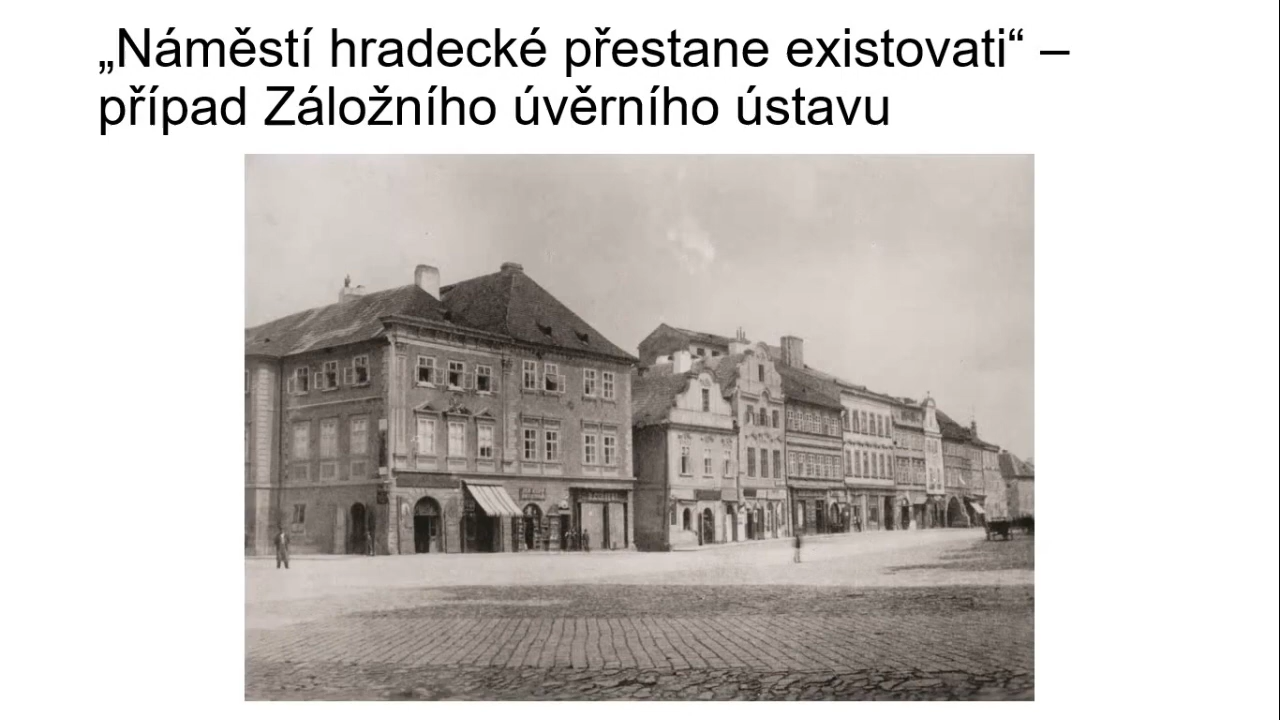 „Náměstí hradecké přestane existovati“ –
případ Záložního úvěrního ústavu